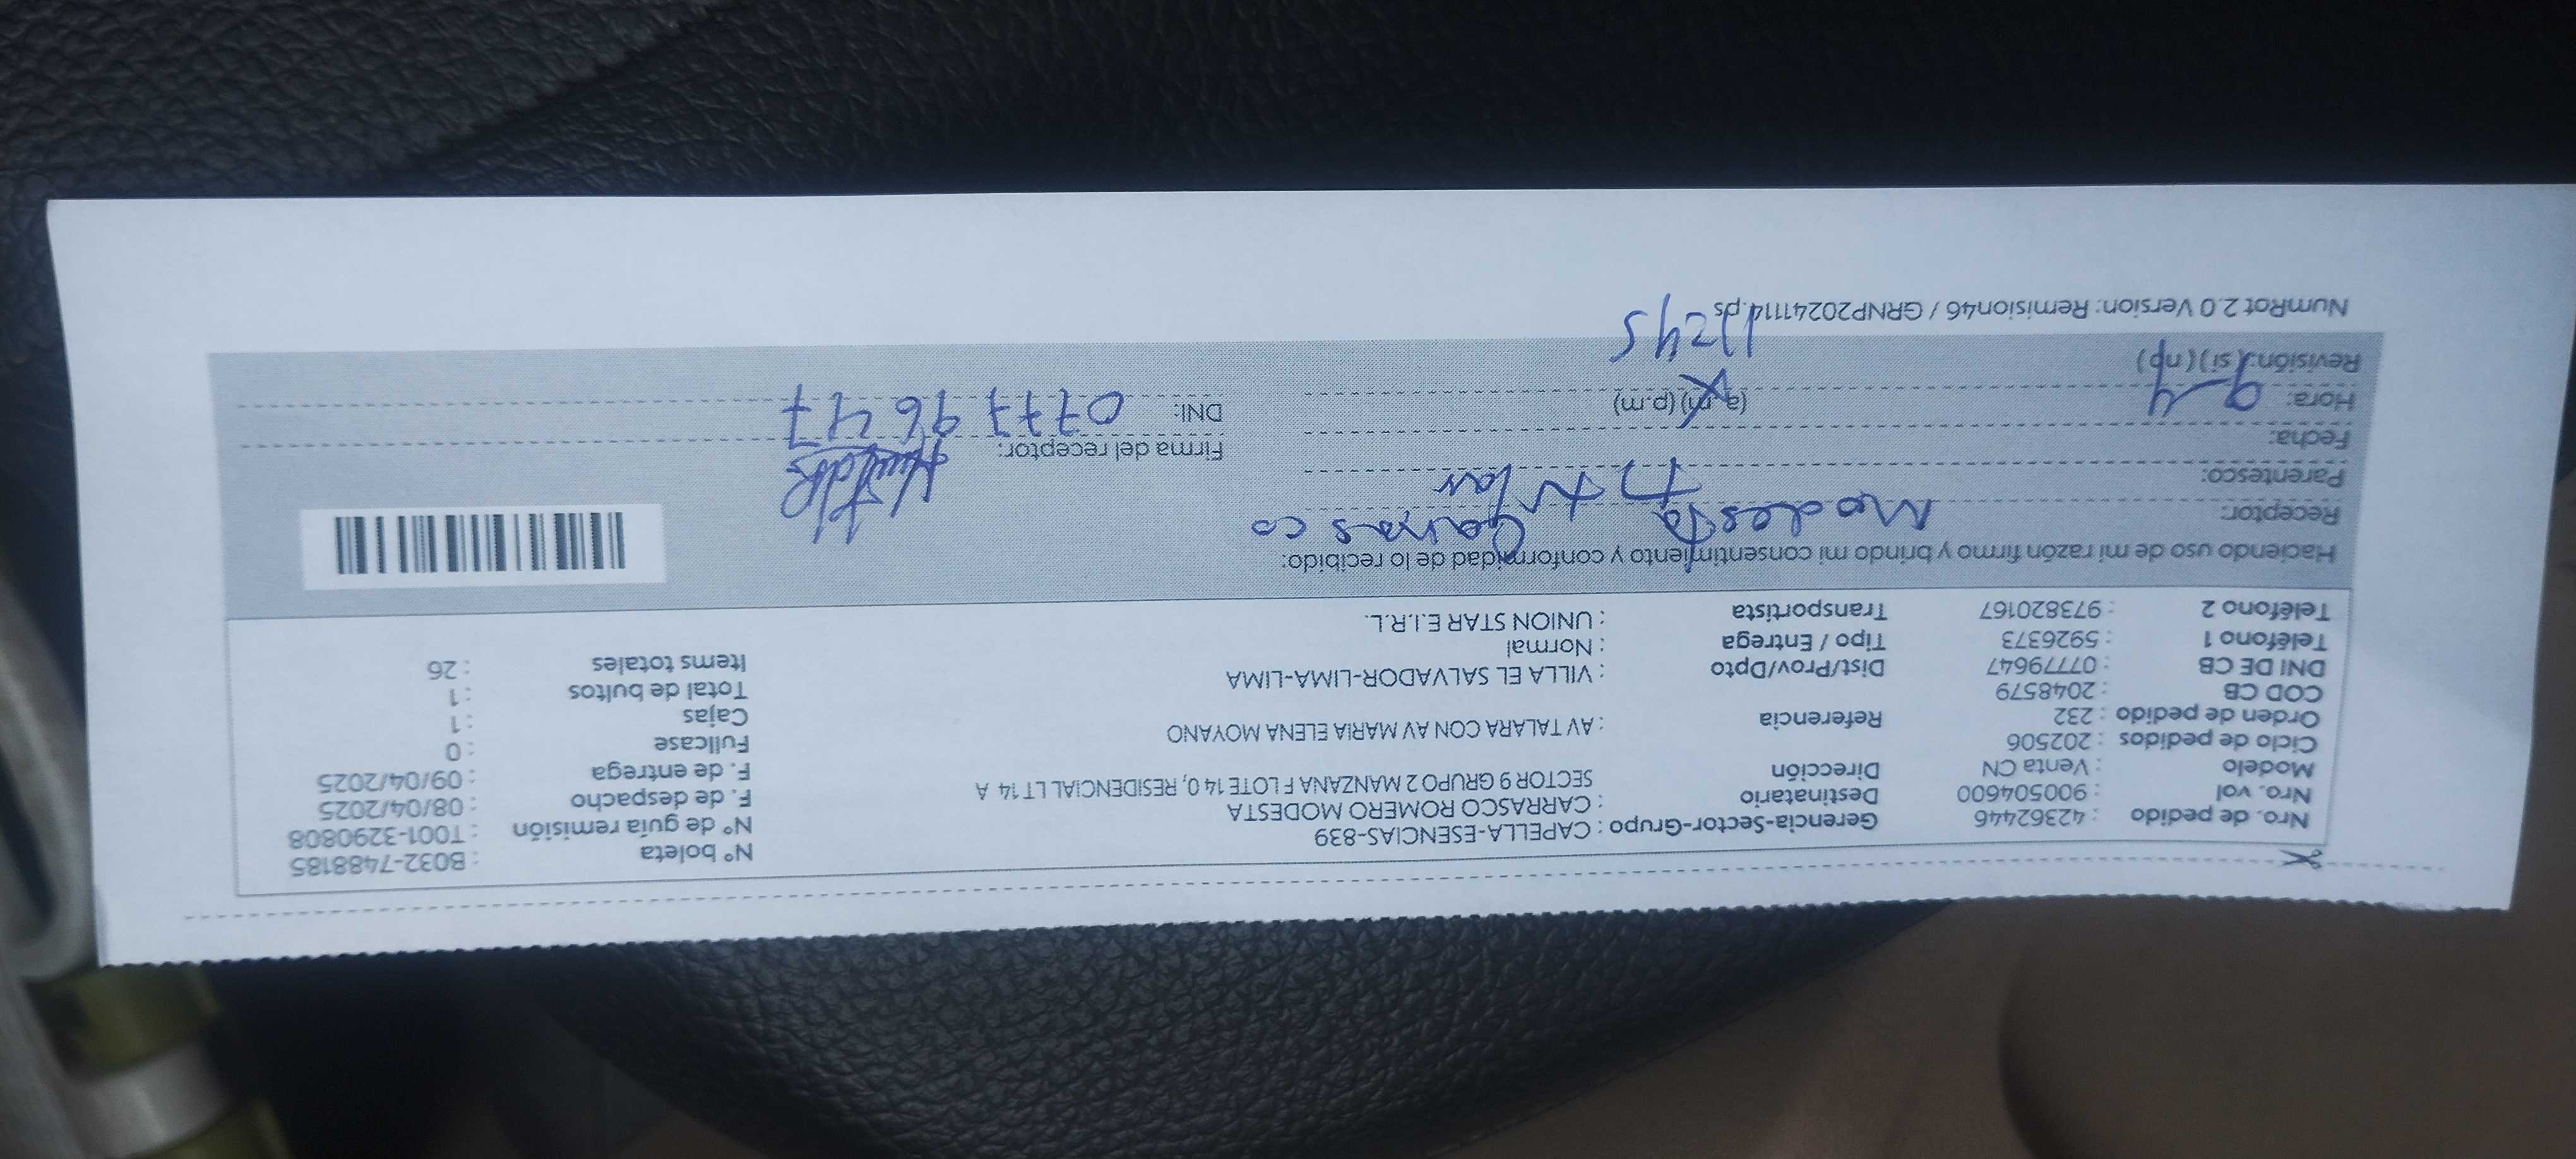 Nro. de pedido : 42362446 Gerencia-Sector-Grupo : CAPELLA-ESENCIAS-839 N° boleta : B032-7488185
Nro. vol : 900504600 Destinatario : CARRASCO ROMERO MODESTA N° de guía remisión : T001-3290808
Modelo : Venta CN Dirección SECTOR 9 GRUPO 2 MANZANA F LOTE 14 0, RESIDENCIAL LT 14 A F. de despacho : 08/04/2025
Ciclo de pedidos : 202506 F. de entrega : 09/04/2025
Orden de pedido : 232 Referencia : AV TALARA CON AV MARIA ELENA MOYANO Fullcase : 0
COD CB : 2048579 Cajas : 1
DNI DE CB : 07779647 Dist/Prov/Dpto : VILLA EL SALVADOR-LIMA-LIMA Total de bultos : 1
Teléfono 1 : 5926373 Tipo / Entrega : Normal Items totales : 26
Teléfono 2 : 973820167 Transportista : UNION STAR E.I.R.L.
Haciendo uso de mi razón firmo y brindo mi consentimiento y conformidad de lo recibido:
Receptor: Modesta Carrasco
Parentesco: Titular
Fecha: Firma del receptor:
Hora: 9-4 (a.m) (p.m) DNI: 07779647
Revisión: (si) (no) 11:45
NumRot 2.0 Version: Remision46 / GRNP20241114.ps